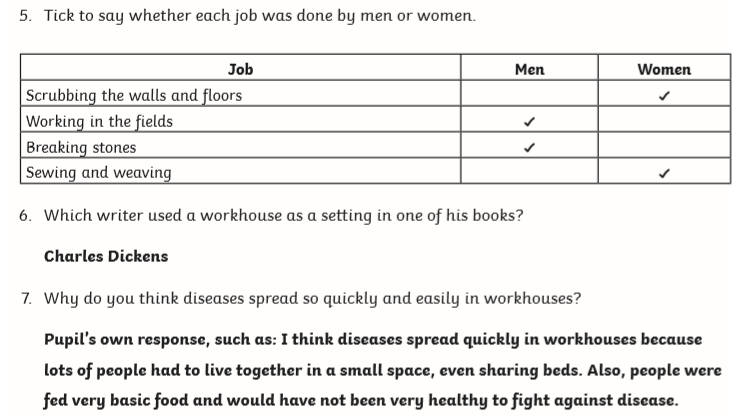 5. Tick to say whether each job was done by men or women.
Job Men Women
Scrubbing the walls and floors ✓
Working in the fields ✓
Breaking stones ✓
Sewing and weaving ✓
6. Which writer used a workhouse as a setting in one of his books?
Charles Dickens
7. Why do you think diseases spread so quickly and easily in workhouses?
Pupil's own response, such as: I think diseases spread quickly in workhouses because
lots of people had to live together in a small space, even sharing beds. Also, people were
fed very basic food and would have not been very healthy to fight against disease.